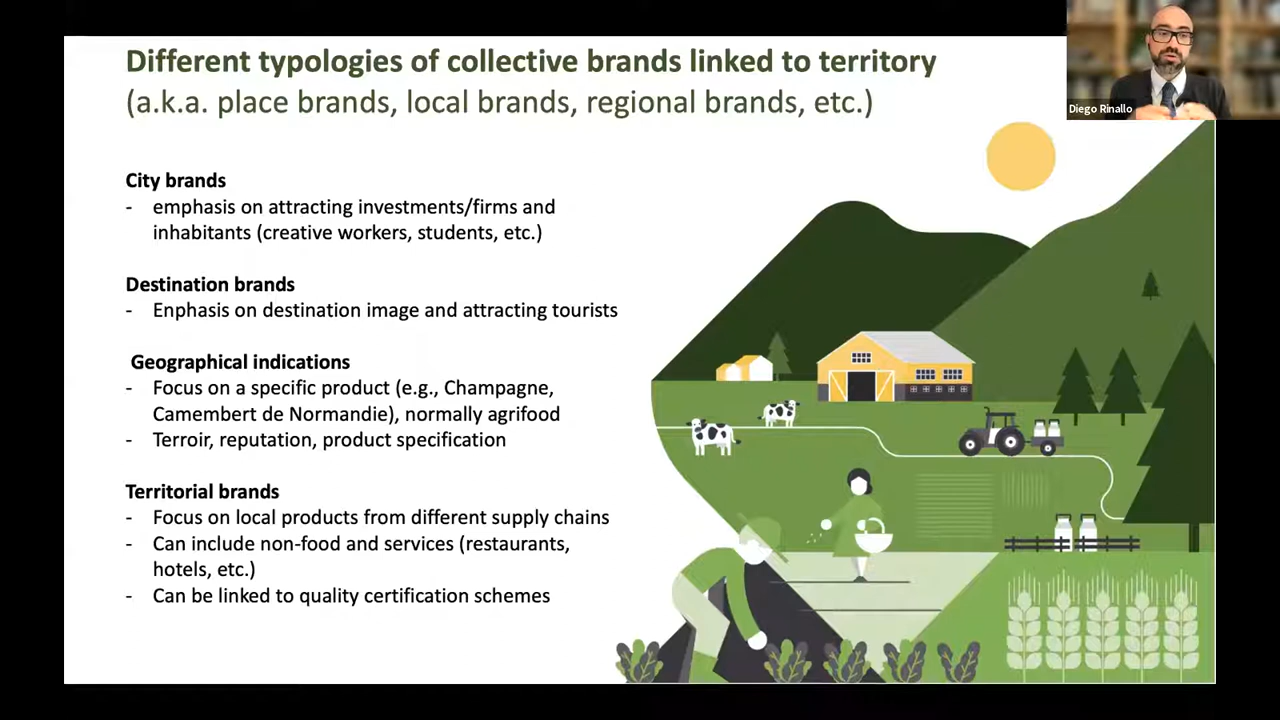 Different typologies of collective brands linked to territory
(a.k.a. place brands, local brands, regional brands, etc.)
Diego Rinallo
City brands
- emphasis on attracting investments/firms and
inhabitants (creative workers, students, etc.)
Destination brands
- Enphasis on destination image and attracting tourists
Geographical indications
- Focus on a specific product (e.g., Champagne,
Camembert de Normandie), normally agrifood
- Terroir, reputation, product specification
Territorial brands
- Focus on local products from different supply chains
- Can include non-food and services (restaurants,
hotels, etc.)
- Can be linked to quality certification schemes